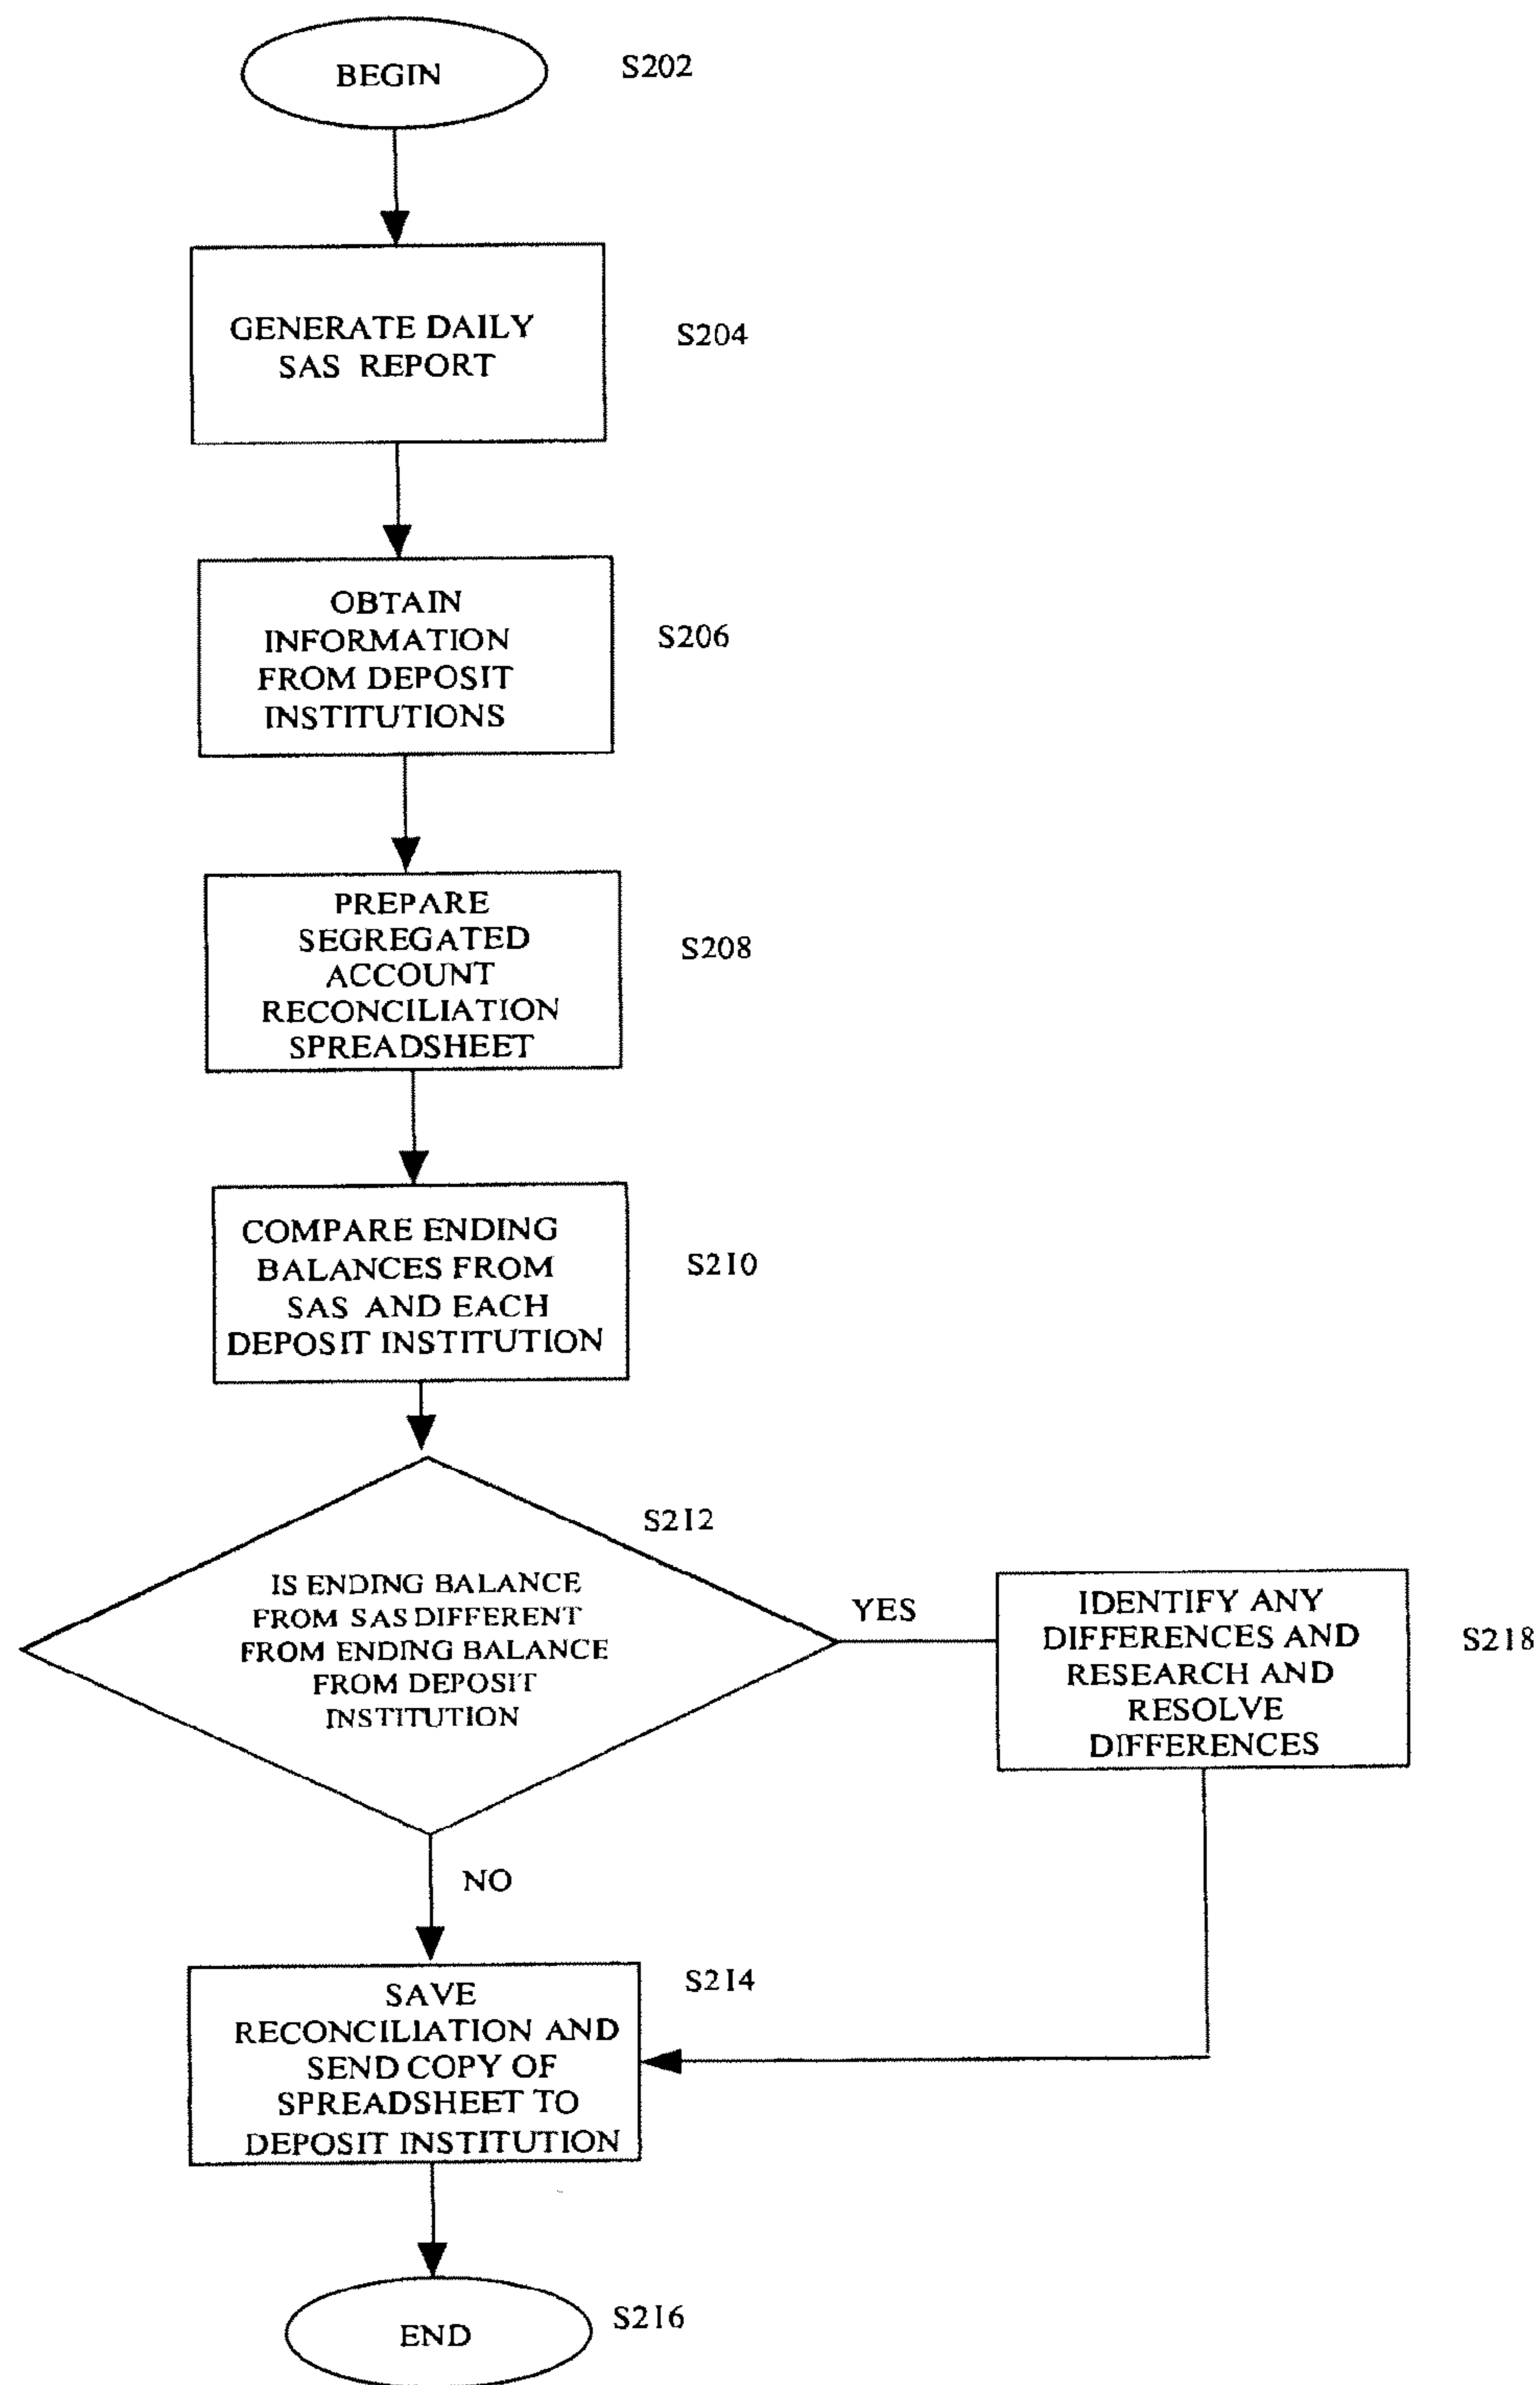 BEGIN
S202
GENERATE DAILY
SAS REPORT
S204
OBTAIN
INFORMATION
FROM DEPOSIT
INSTITUTIONS
S206
PREPARE
SEGREGATED
ACCOUNT
RECONCILIATION
SPREADSHEET
S208
COMPARE ENDING
BALANCES FROM
SAS AND EACH
DEPOSIT INSTITUTION
S210
S212
IS ENDING BALANCE
FROM SAS DIFFERENT
FROM ENDING BALANCE
FROM DEPOSIT
INSTITUTION
YES
IDENTIFY ANY
DIFFERENCES AND
RESEARCH AND
RESOLVE
DIFFERENCES
S218
NO
SAVE
RECONCILIATION AND
SEND COPY OF
SPREADSHEET TO
DEPOSIT INSTITUTION
S214
END
S216